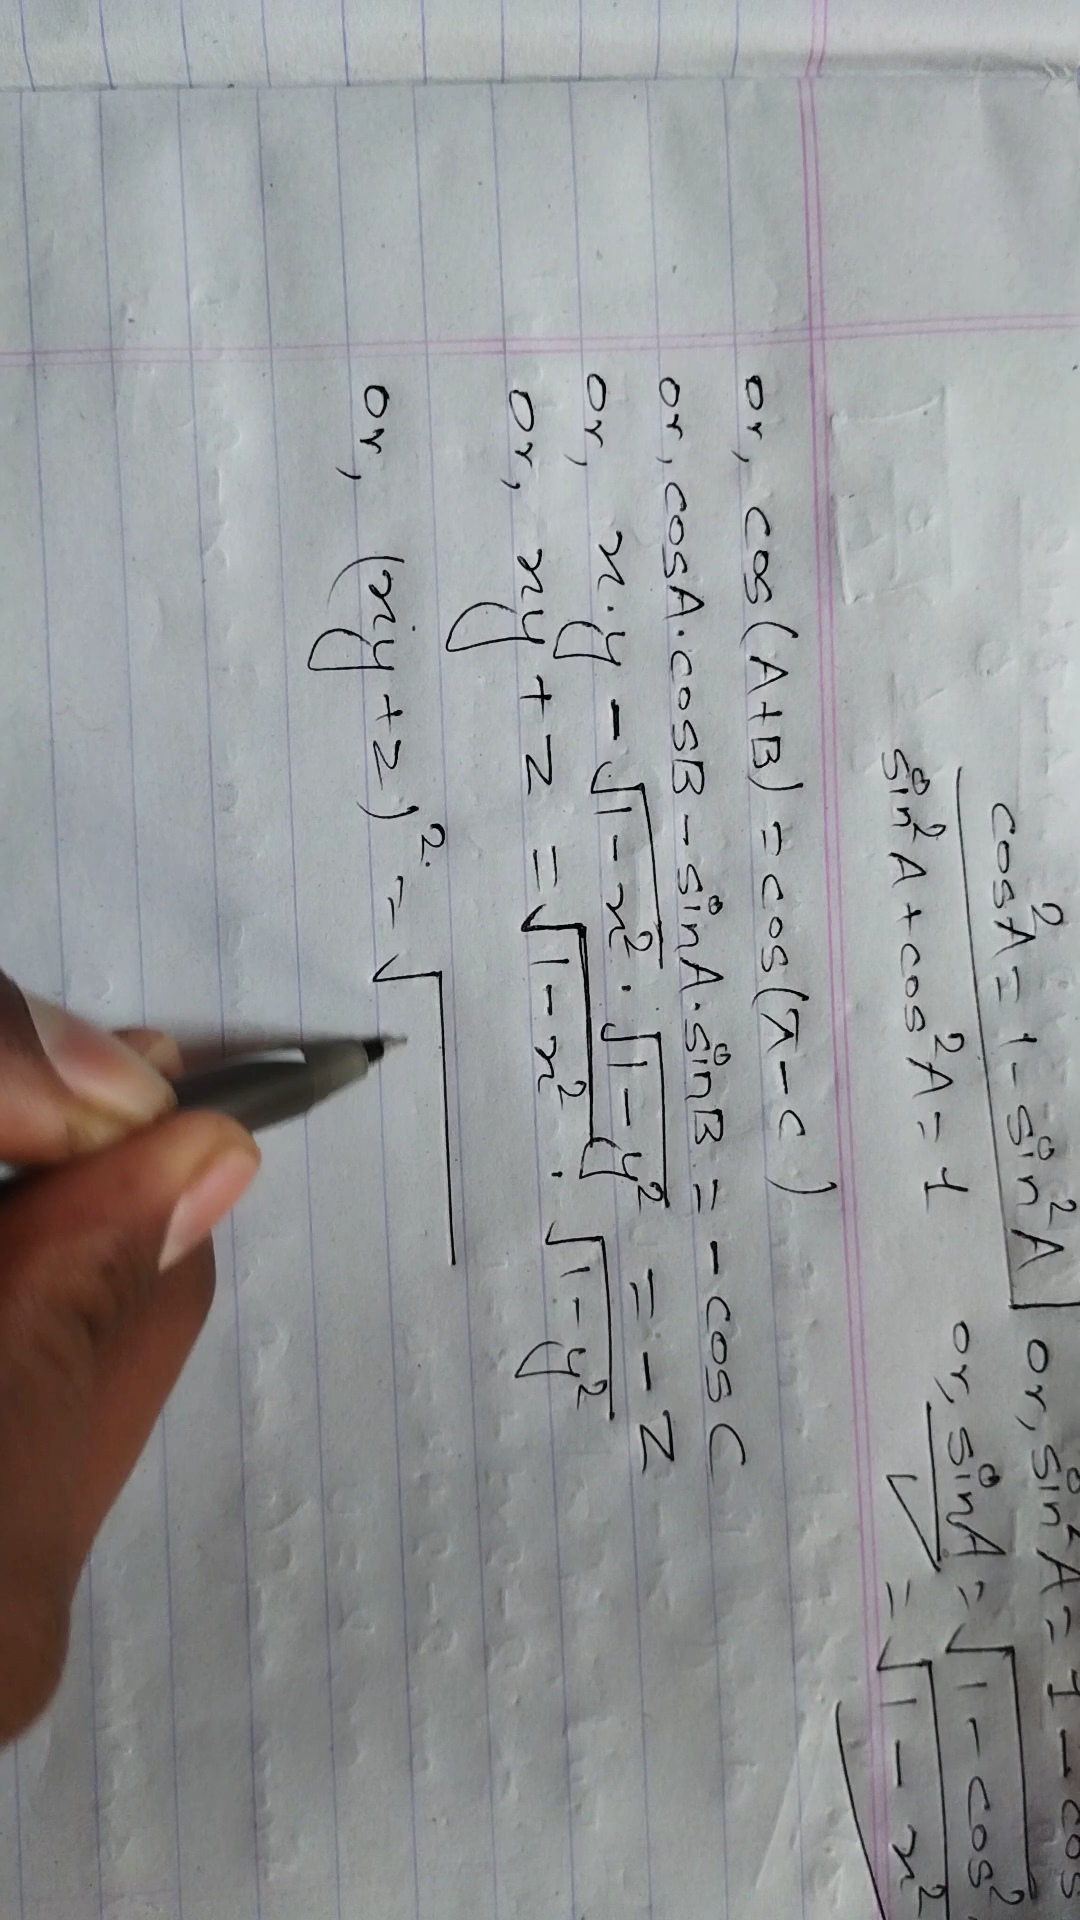 cos²A = 1 - sin²A or, sin²A = 1 - cos
sin²A + cos²A = 1 or, sinA = √1 - cos²
= √1 - x²
or, cos(A+B) = cos(π - C)
or, cosA.cosB - sinA.sinB = - cosC
or, x.y - √1 - x² . √1 - y² = - z
or, xy + z = √1 - x² . √1 - y²
or, (xy + z)² = √